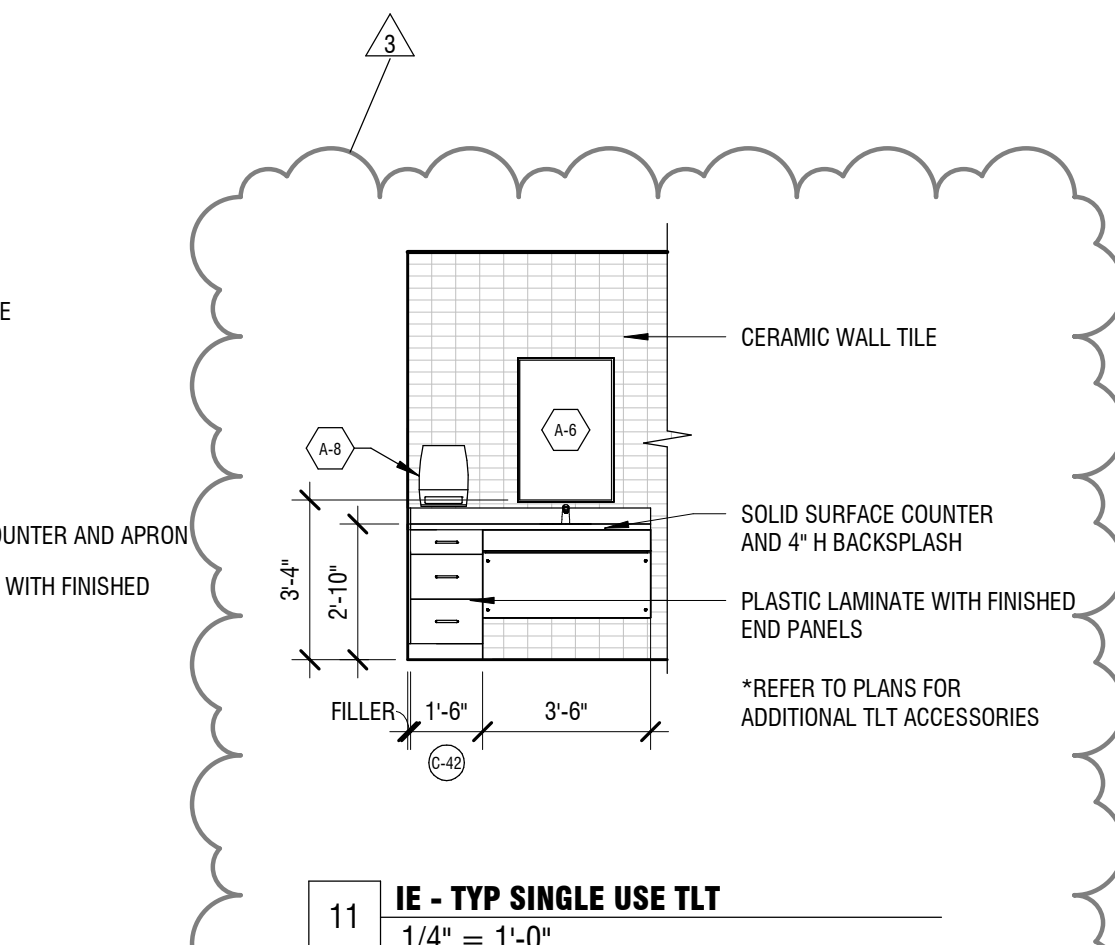 3
E
CERAMIC WALL TILE
A-6
A-8
SOLID SURFACE COUNTER
AND 4" H BACKSPLASH
OUNTER AND APRON
WITH FINISHED
3'-4"
2'-10"
PLASTIC LAMINATE WITH FINISHED
END PANELS
*REFER TO PLANS FOR
ADDITIONAL TLT ACCESSORIES
FILLER 1'-6" 3'-6"
C-42
11 IE - TYP SINGLE USE TLT
1/4" = 1'-0"